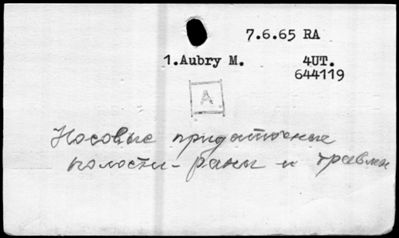 7.6.65 RA
1.Aubry M. 4UT.
644119
A
Носовые придаточные
полости - раны и травмы